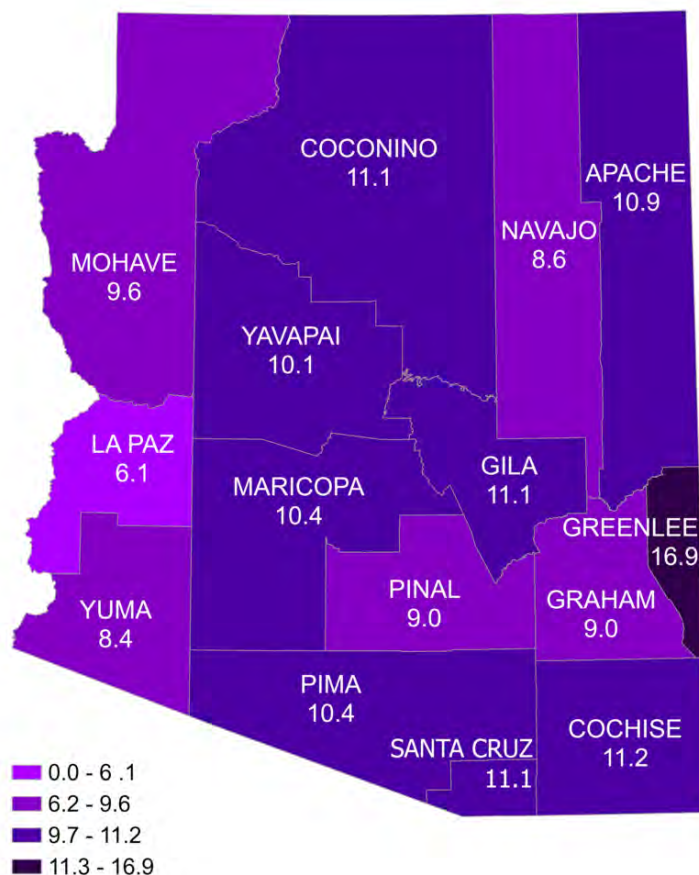 COCONINO
11.1
APACHE
10.9
NAVAJO
8.6
MOHAVE
9.6
YAVAPAI
10.1
LA PAZ
6.1
GILA
11.1
MARICOPA
10.4
GREENLEE
16.9
PINAL
9.0
GRAHAM
9.0
YUMA
8.4
PIMA
10.4
SANTA CRUZ
11.1
COCHISE
11.2
0.0 - 6 .1
6.2 - 9.6
9.7 - 11.2
11.3 - 16.9